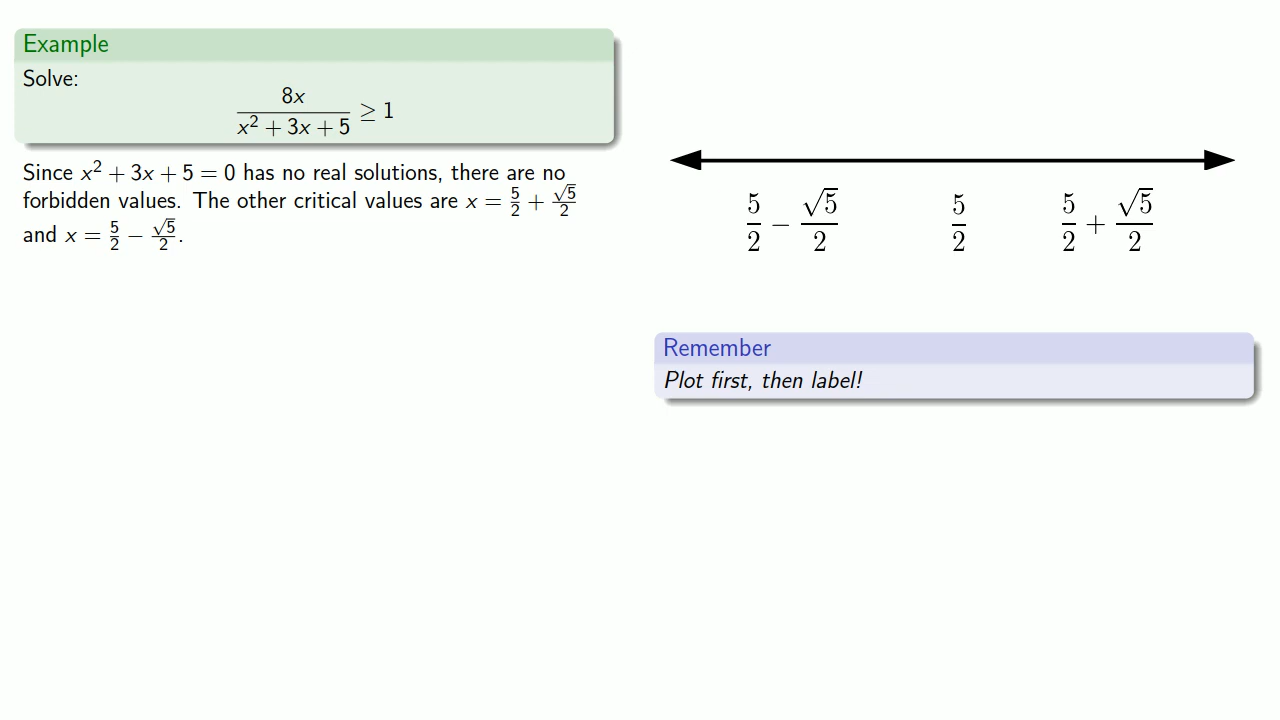 Example
Solve:
8x
x² + 3x + 5 ≥ 1
Since x² + 3x + 5 = 0 has no real solutions, there are no
forbidden values. The other critical values are x = 5/2 + √5/2
and x = 5/2 − √5/2.
5/2 − √5/2 5/2 5/2 + √5/2
Remember
Plot first, then label!